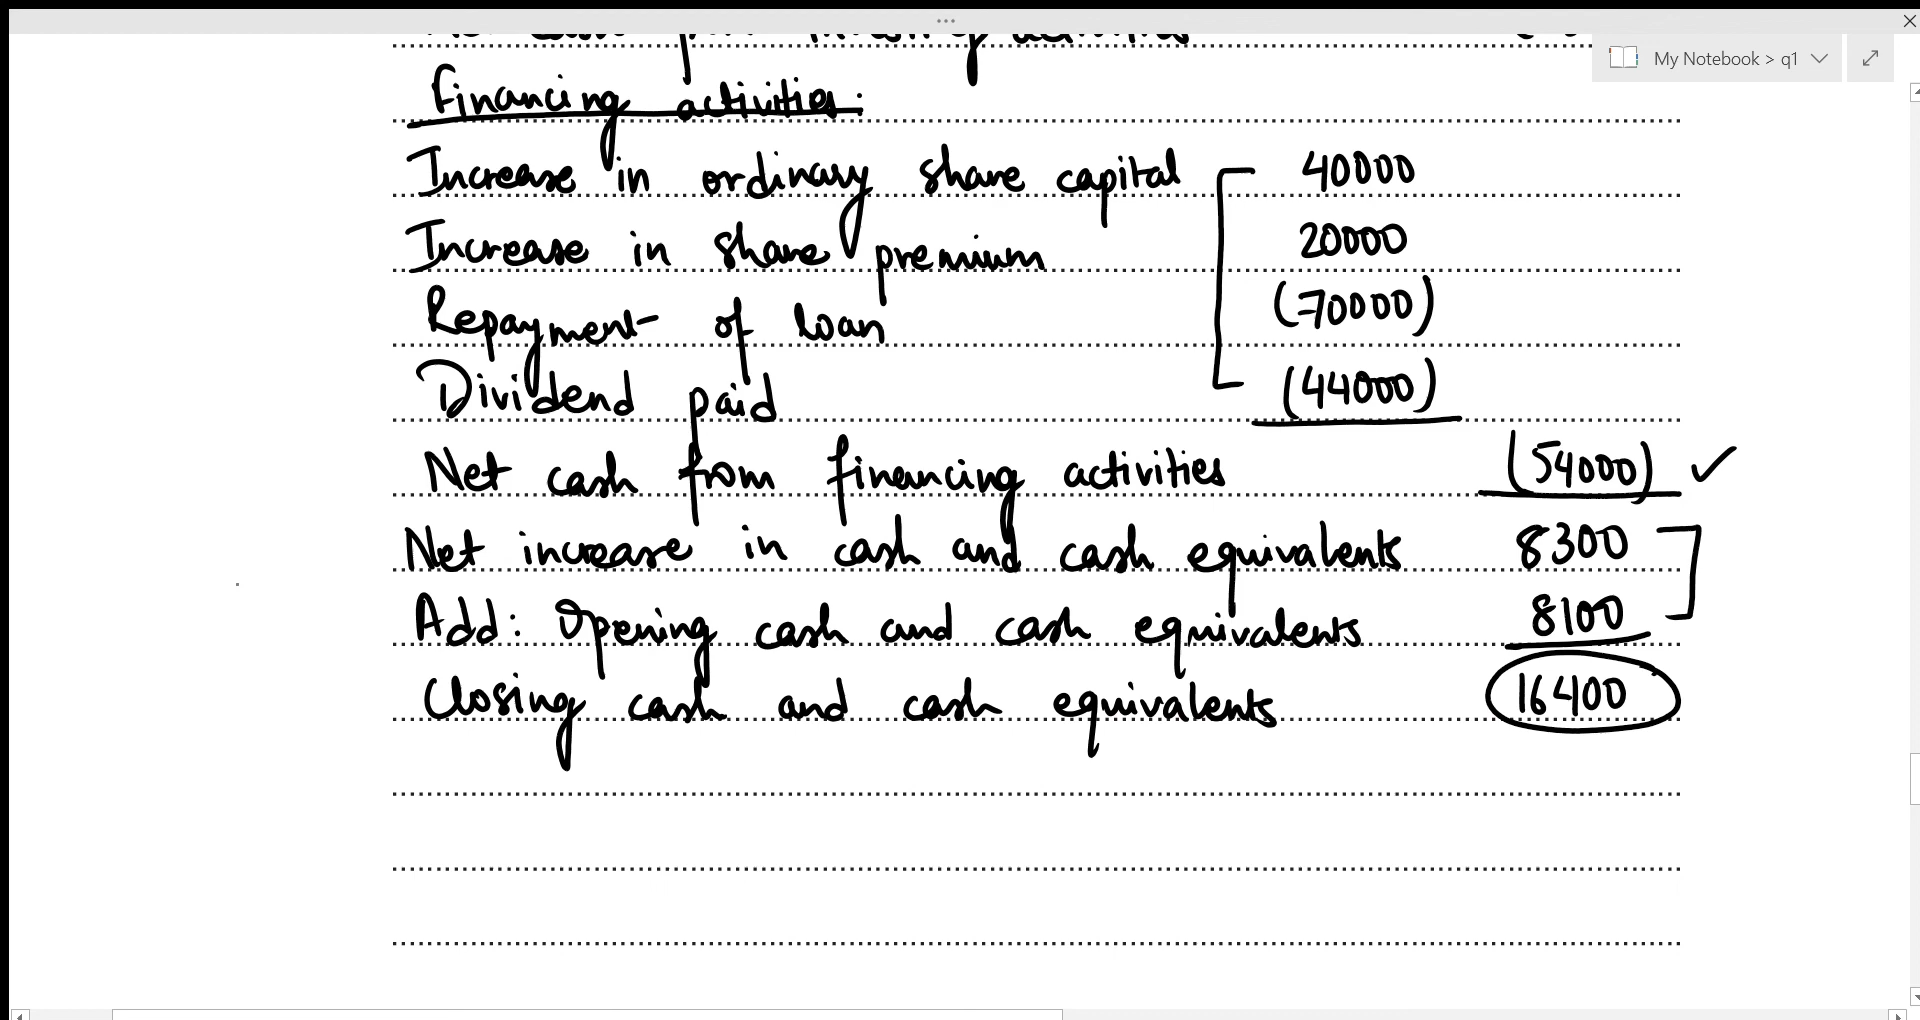 ...
My Notebook > q1
Financing activities:
Increase in ordinary share capital 40000
Increase in share premium 20000
Repayment of loan (70000)
Dividend paid (44000)
Net cash from financing activities (54000) ✓
Net increase in cash and cash equivalents 8300
Add: Opening cash and cash equivalents 8100
Closing cash and cash equivalents 16400